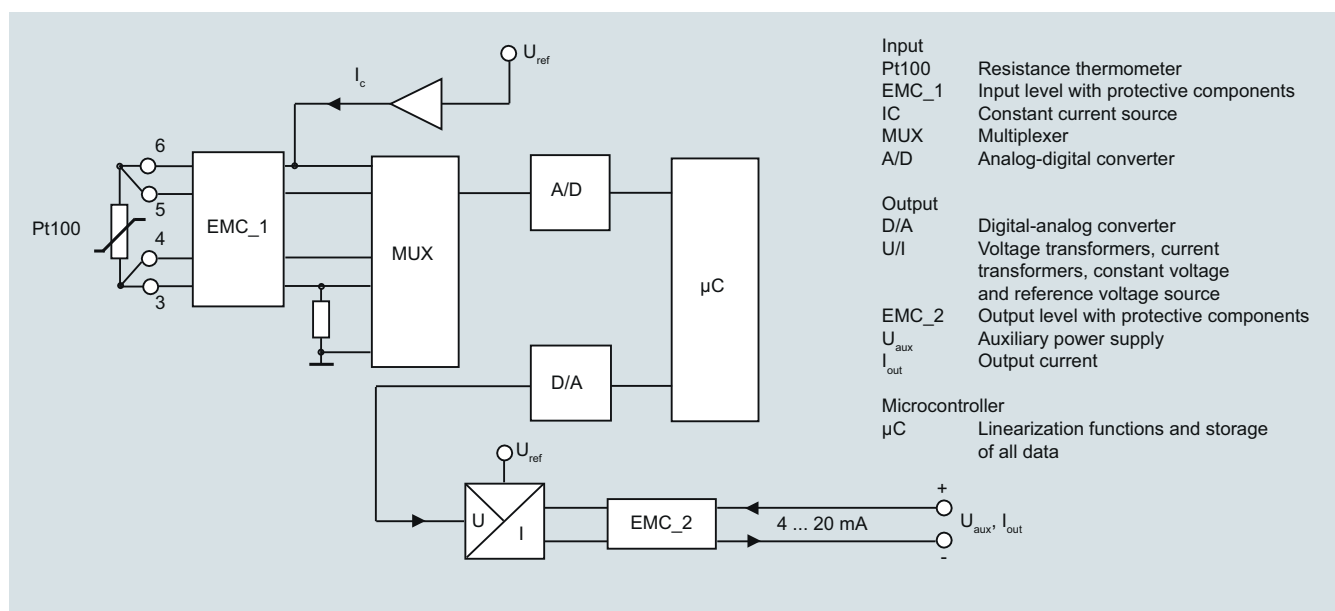 U_ref
I_c
6
5
4
3
Pt100
EMC_1
MUX
A/D
D/A
µC
U_ref
U
I
EMC_2
4 ... 20 mA
+
-
U_aux, I_out
Input
Pt100 Resistance thermometer
EMC_1 Input level with protective components
IC Constant current source
MUX Multiplexer
A/D Analog-digital converter
Output
D/A Digital-analog converter
U/I Voltage transformers, current
transformers, constant voltage
and reference voltage source
EMC_2 Output level with protective components
U_aux Auxiliary power supply
I_out Output current
Microcontroller
µC Linearization functions and storage
of all data